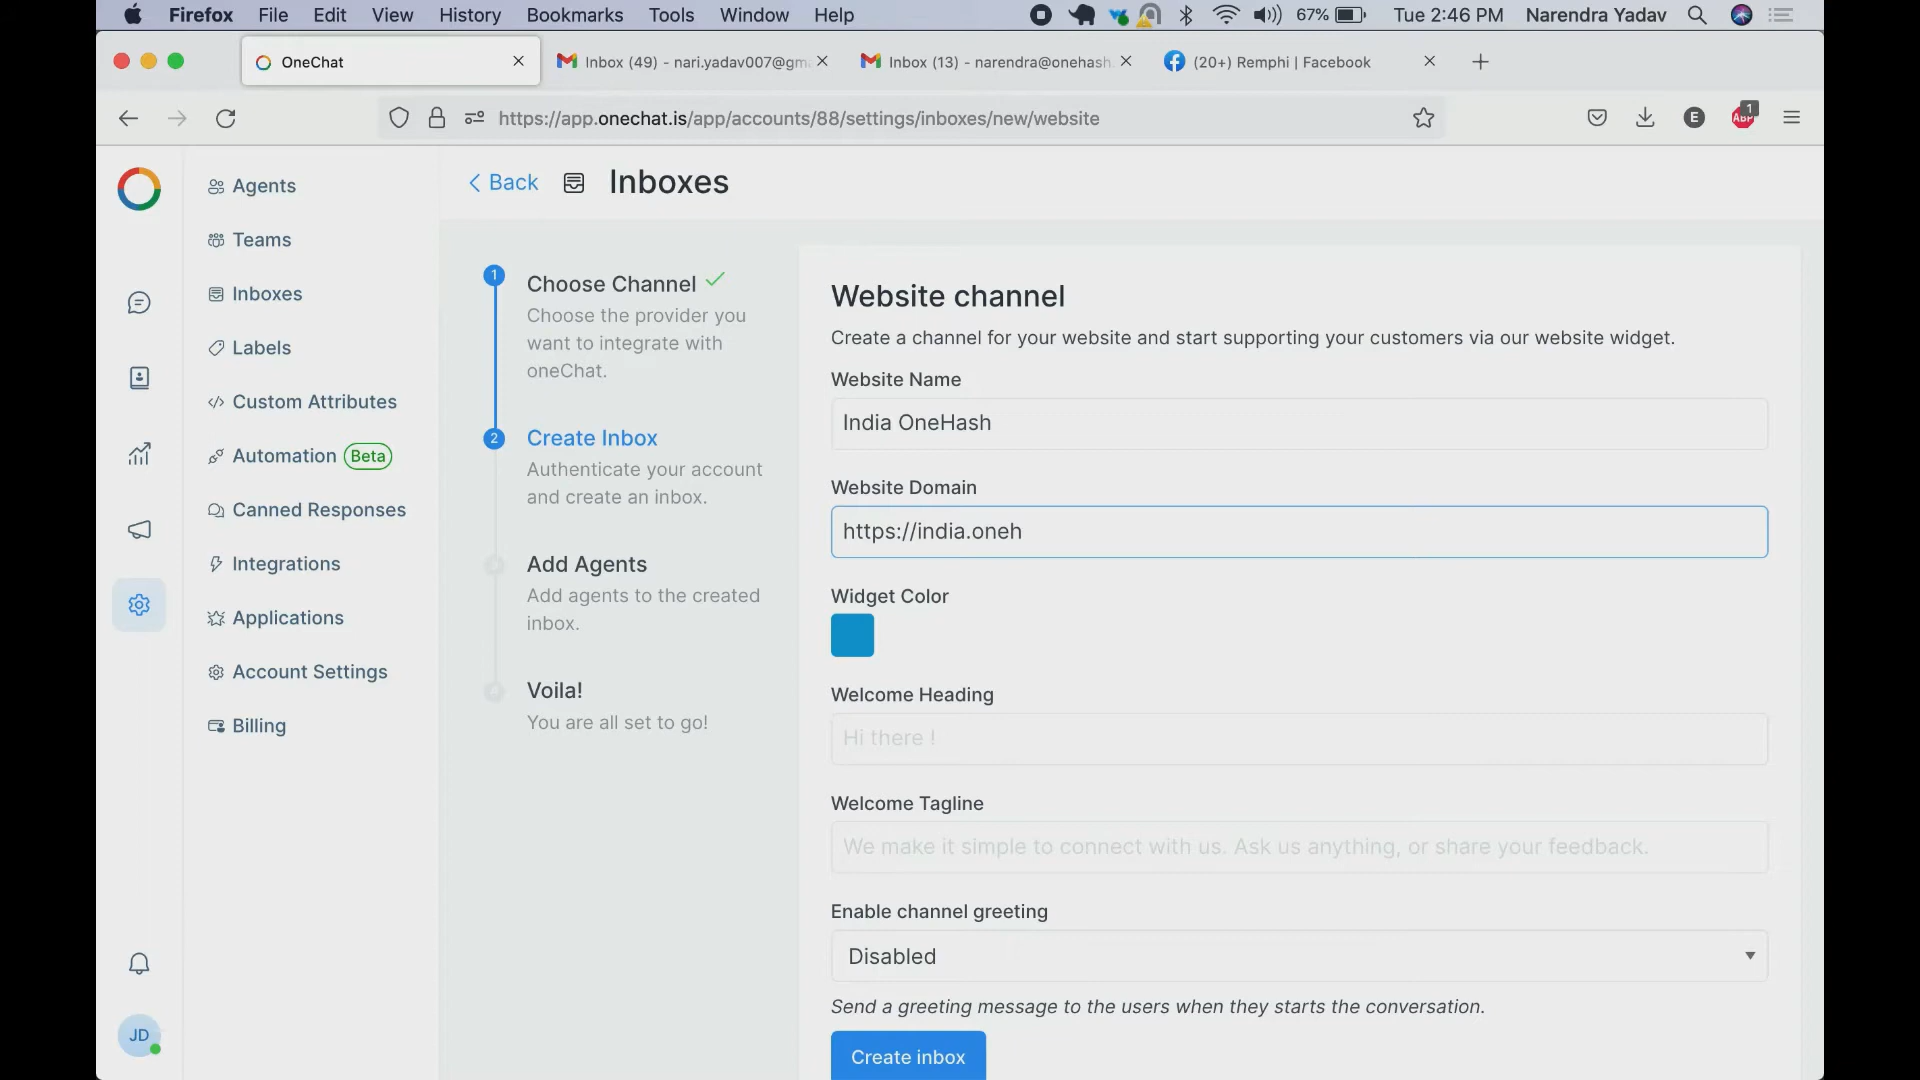 Firefox File Edit View History Bookmarks Tools Window Help 67% Tue 2:46 PM Narendra Yadav
OneChat
Inbox (49) - nari.yadav007@gm
Inbox (13) - narendra@onehash.
(20+) Remphi | Facebook
https://app.onechat.is/app/accounts/88/settings/inboxes/new/website
E
ABP
1
Agents
Teams
Inboxes
Labels
Custom Attributes
Automation Beta
Canned Responses
Integrations
Applications
Account Settings
Billing
JD
Back Inboxes
1
Choose Channel
Choose the provider you
want to integrate with
oneChat.
2
Create Inbox
Authenticate your account
and create an inbox.
Add Agents
Add agents to the created
inbox.
Voila!
You are all set to go!
Website channel
Create a channel for your website and start supporting your customers via our website widget.
Website Name
India OneHash
Website Domain
https://india.oneh
Widget Color
Welcome Heading
Hi there !
Welcome Tagline
We make it simple to connect with us. Ask us anything, or share your feedback.
Enable channel greeting
Disabled
Send a greeting message to the users when they starts the conversation.
Create inbox